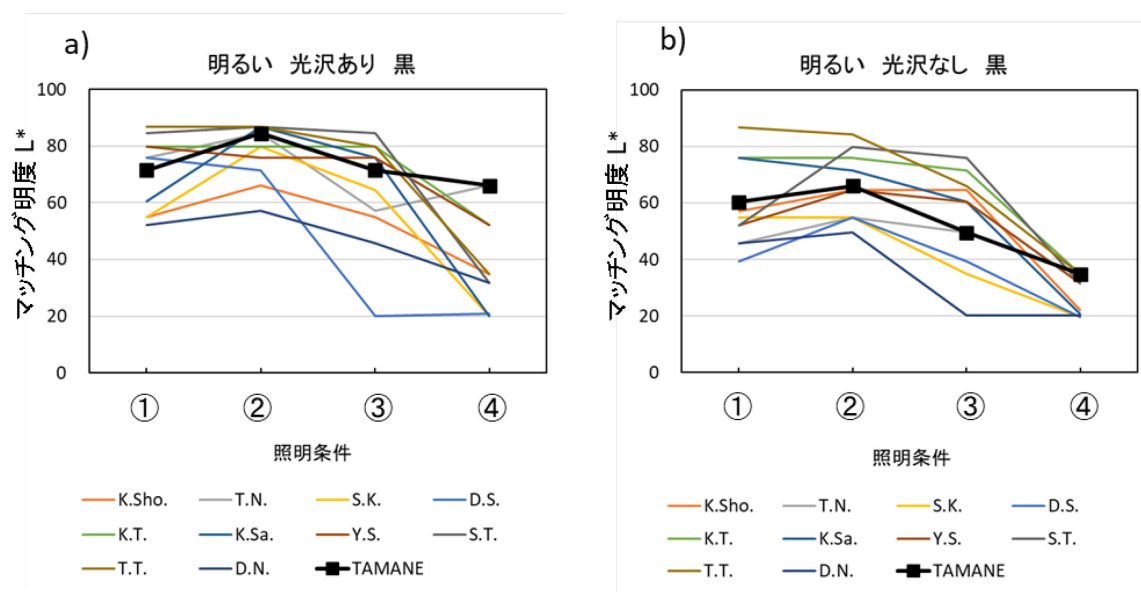 a)
明るい 光沢あり 黒
マッチング明度 L*
100
80
60
40
20
0
① ② ③ ④
照明条件
K.Sho. T.N. S.K. D.S.
K.T. K.Sa. Y.S. S.T.
T.T. D.N. TAMANE
b)
明るい 光沢なし 黒
マッチング明度 L*
100
80
60
40
20
0
① ② ③ ④
照明条件
K.Sho. T.N. S.K. D.S.
K.T. K.Sa. Y.S. S.T.
T.T. D.N. TAMANE